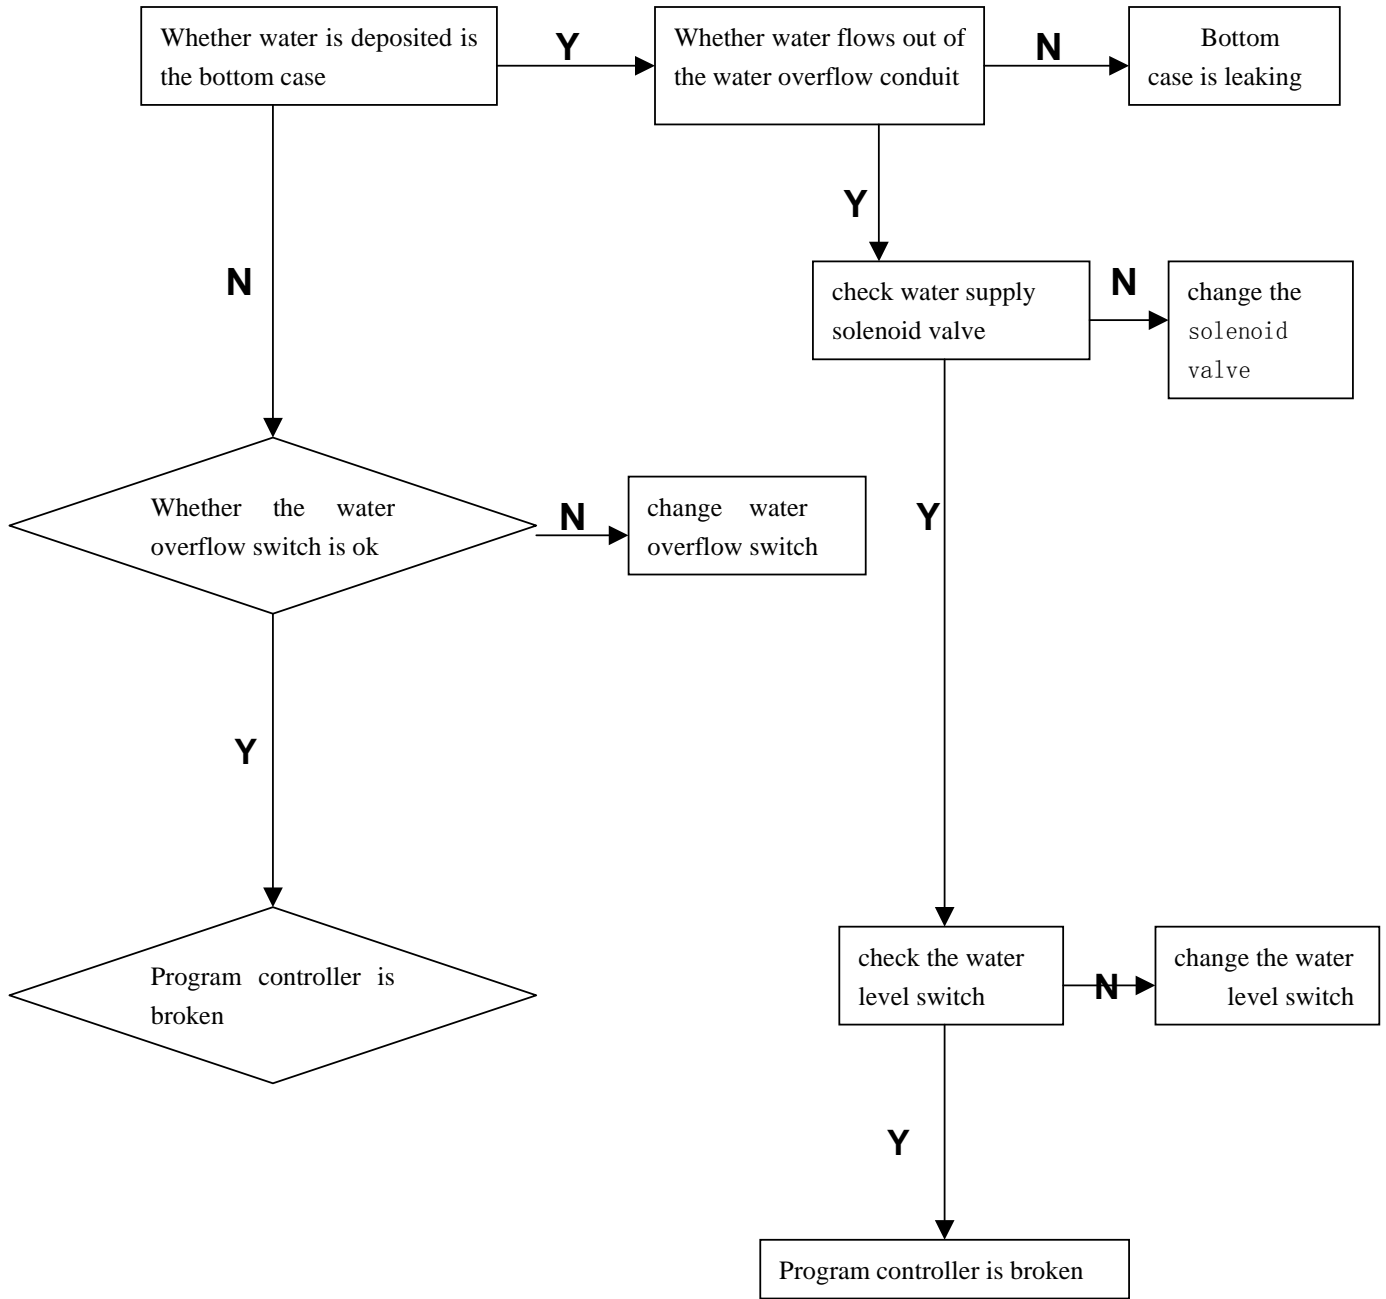 Whether water is deposited is
the bottom case
Y
Whether water flows out of
the water overflow conduit
N
Bottom
case is leaking
Y
N
check water supply
solenoid valve
N
change the
solenoid
valve
Whether the water
overflow switch is ok
N
change water
overflow switch
Y
Y
Program controller is
broken
check the water
level switch
N
change the water
level switch
Y
Program controller is broken